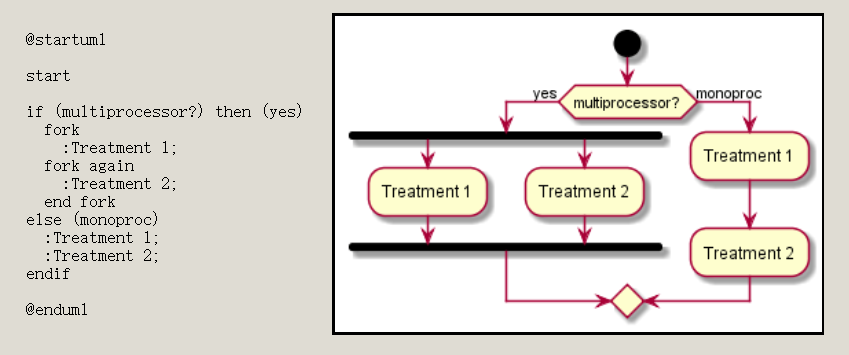 @startuml
start
if (multiprocessor?) then (yes)
fork
:Treatment 1;
fork again
:Treatment 2;
end fork
else (monoproc)
:Treatment 1;
:Treatment 2;
endif
@enduml
yes
multiprocessor?
monoproc
Treatment 1
Treatment 2
Treatment 1
Treatment 2